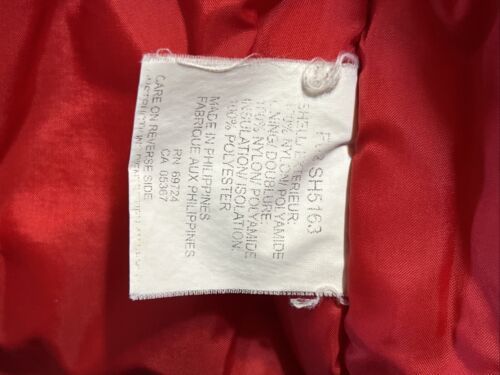 SH5163
SHELL/EXTERIEUR:
100% NYLON/POLYAMIDE
LINING/DOUBLURE:
100% NYLON/POLYAMIDE
INSULATION/ISOLATION:
100% POLYESTER
MADE IN PHILIPPINES
FABRIQUE AUX PHILIPPINES
RN 69724
CA 05367
CARE ON REVERSE SIDE